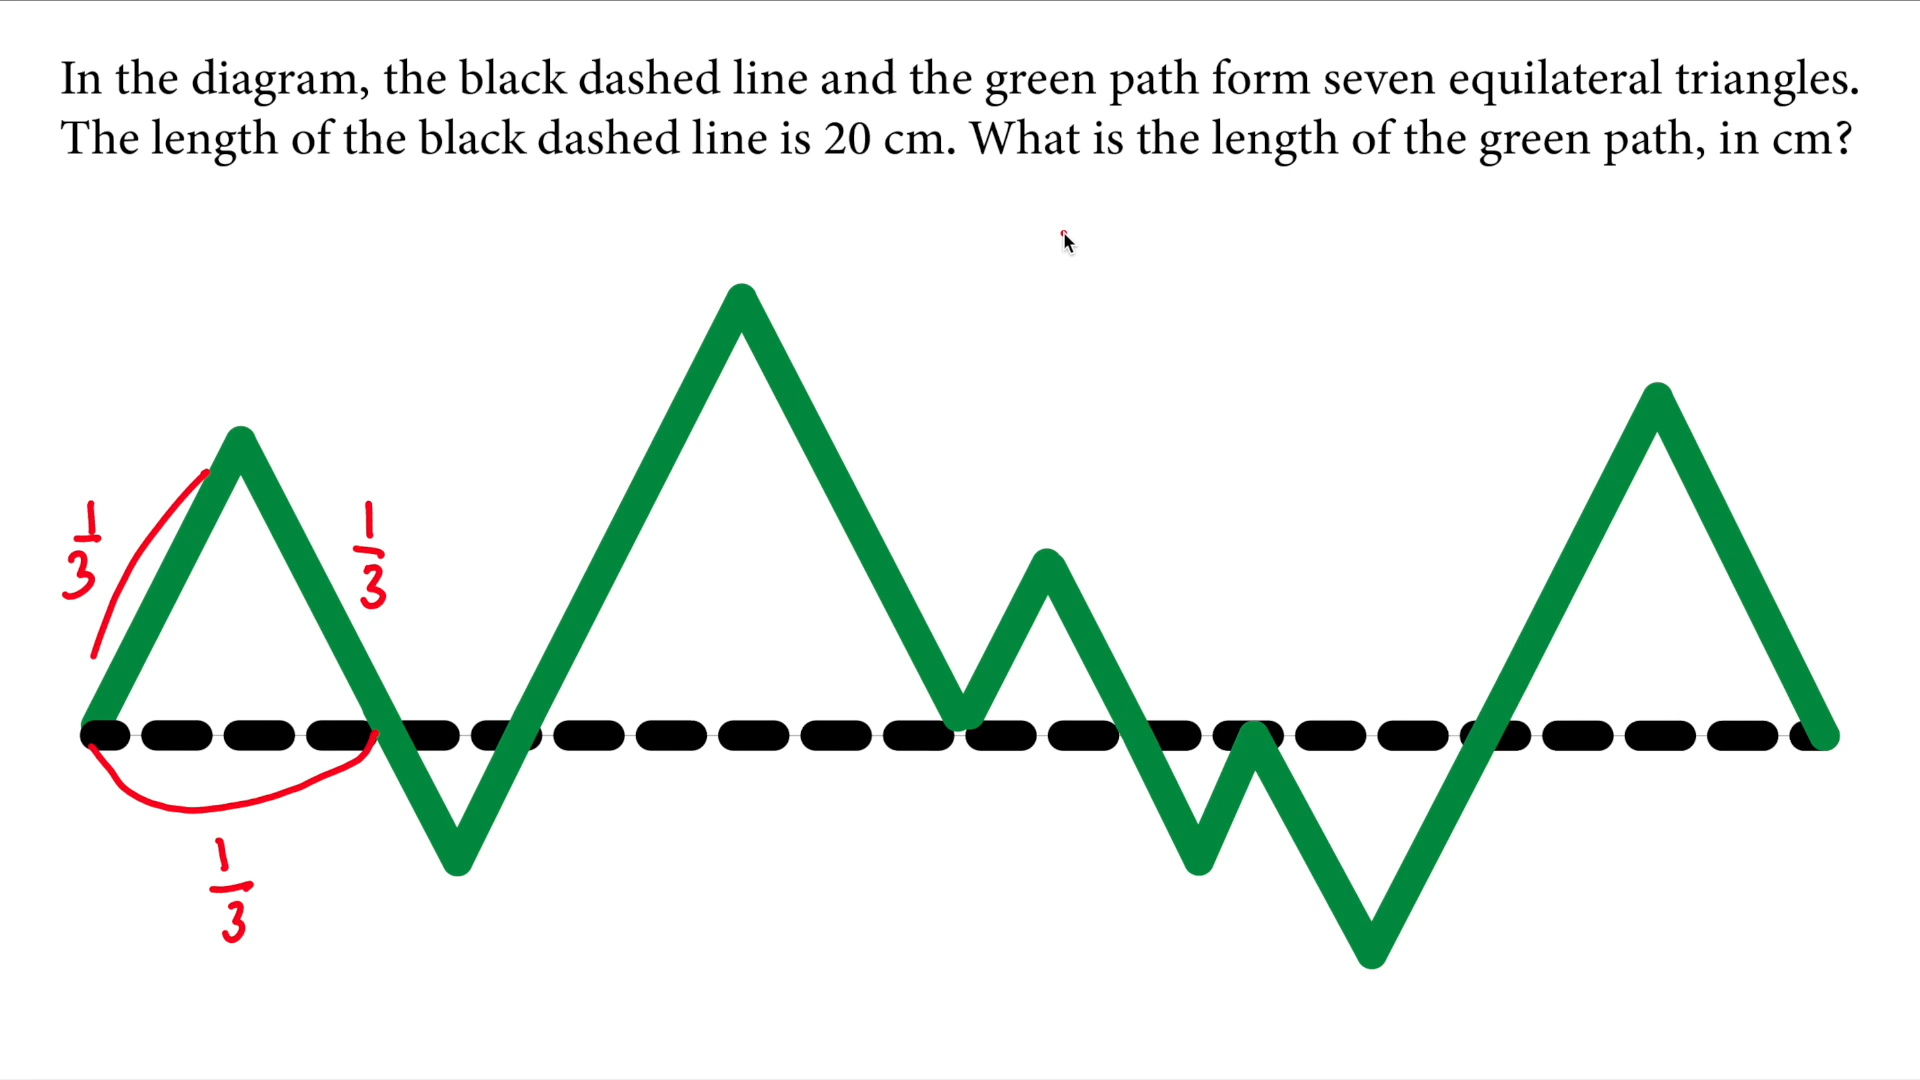 In the diagram, the black dashed line and the green path form seven equilateral triangles.
The length of the black dashed line is 20 cm. What is the length of the green path, in cm?
1/3
1/3
1/3